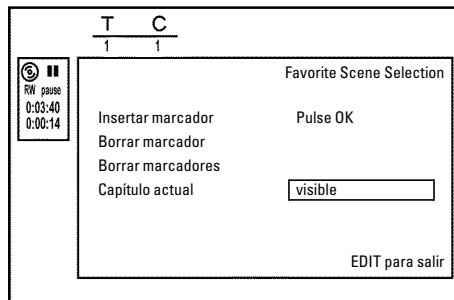 T C
1 1
RW pause
0:03:40
0:00:14
Favorite Scene Selection
Insertar marcador Pulse OK
Borrar marcador
Borrar marcadores
Capítulo actual visible
EDIT para salir